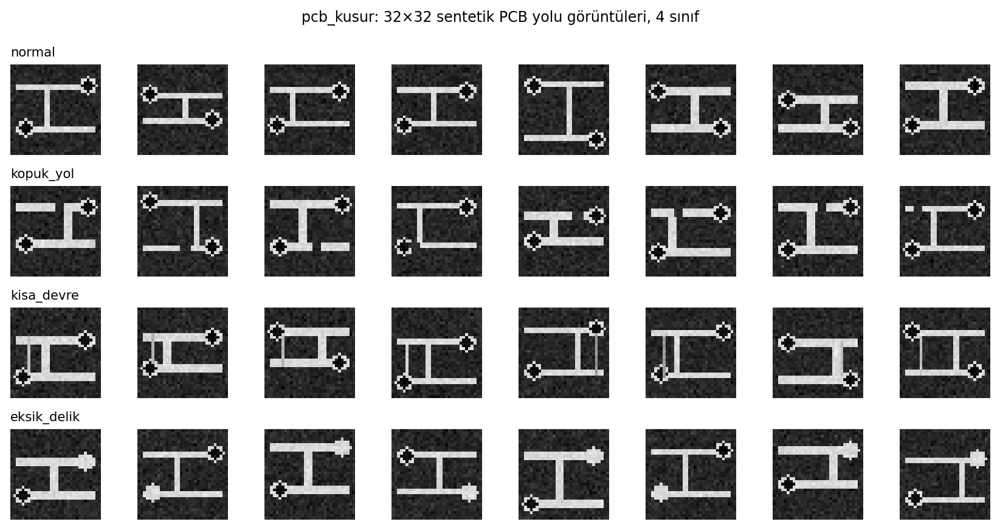 pcb_kusur: 32×32 sentetik PCB yolu görüntüleri, 4 sınıf
normal
kopuk_yol
kisa_devre
eksik_delik